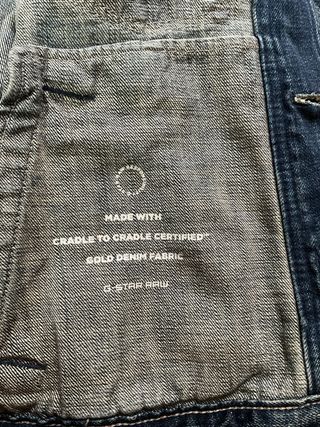 MADE WITH
CRADLE TO CRADLE CERTIFIED™
GOLD DENIM FABRIC
G-STAR RAW